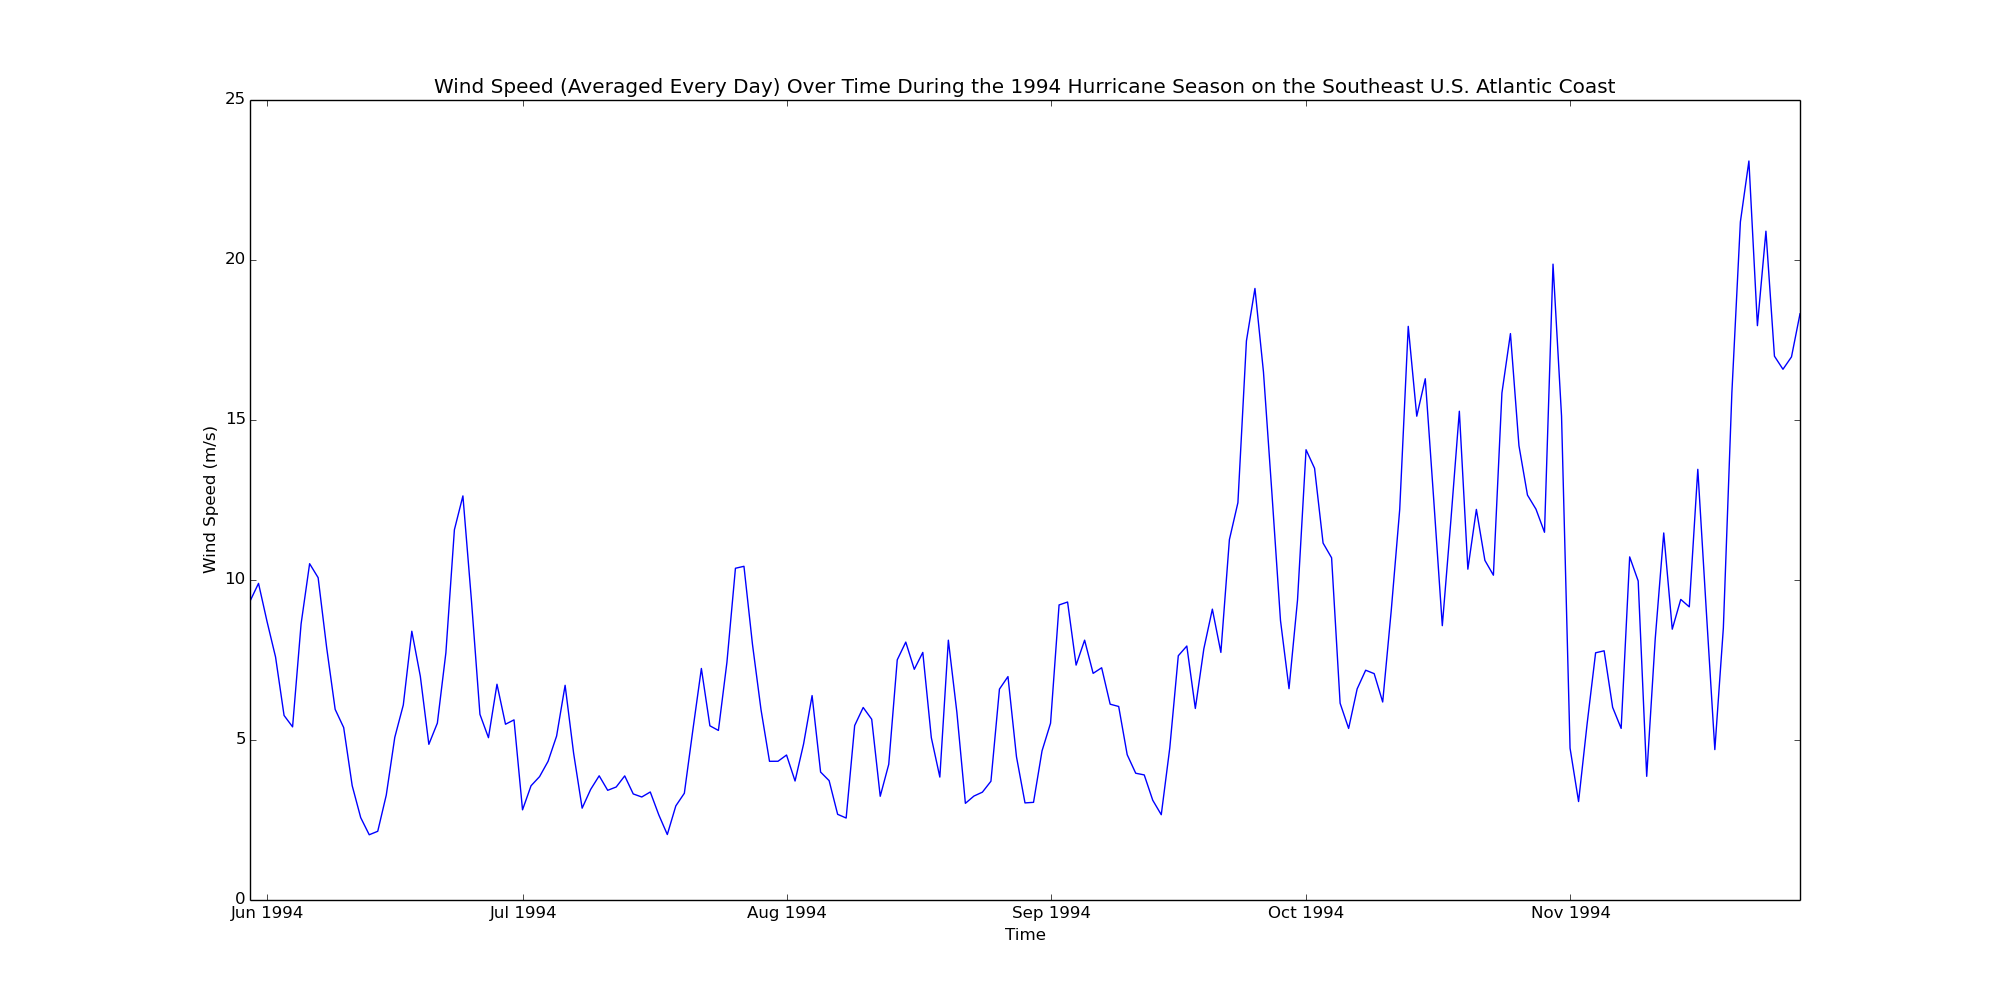 Wind Speed (Averaged Every Day) Over Time During the 1994 Hurricane Season on the Southeast U.S. Atlantic Coast
25
20
15
10
5
0
Wind Speed (m/s)
Jun 1994 Jul 1994 Aug 1994 Sep 1994 Oct 1994 Nov 1994
Time